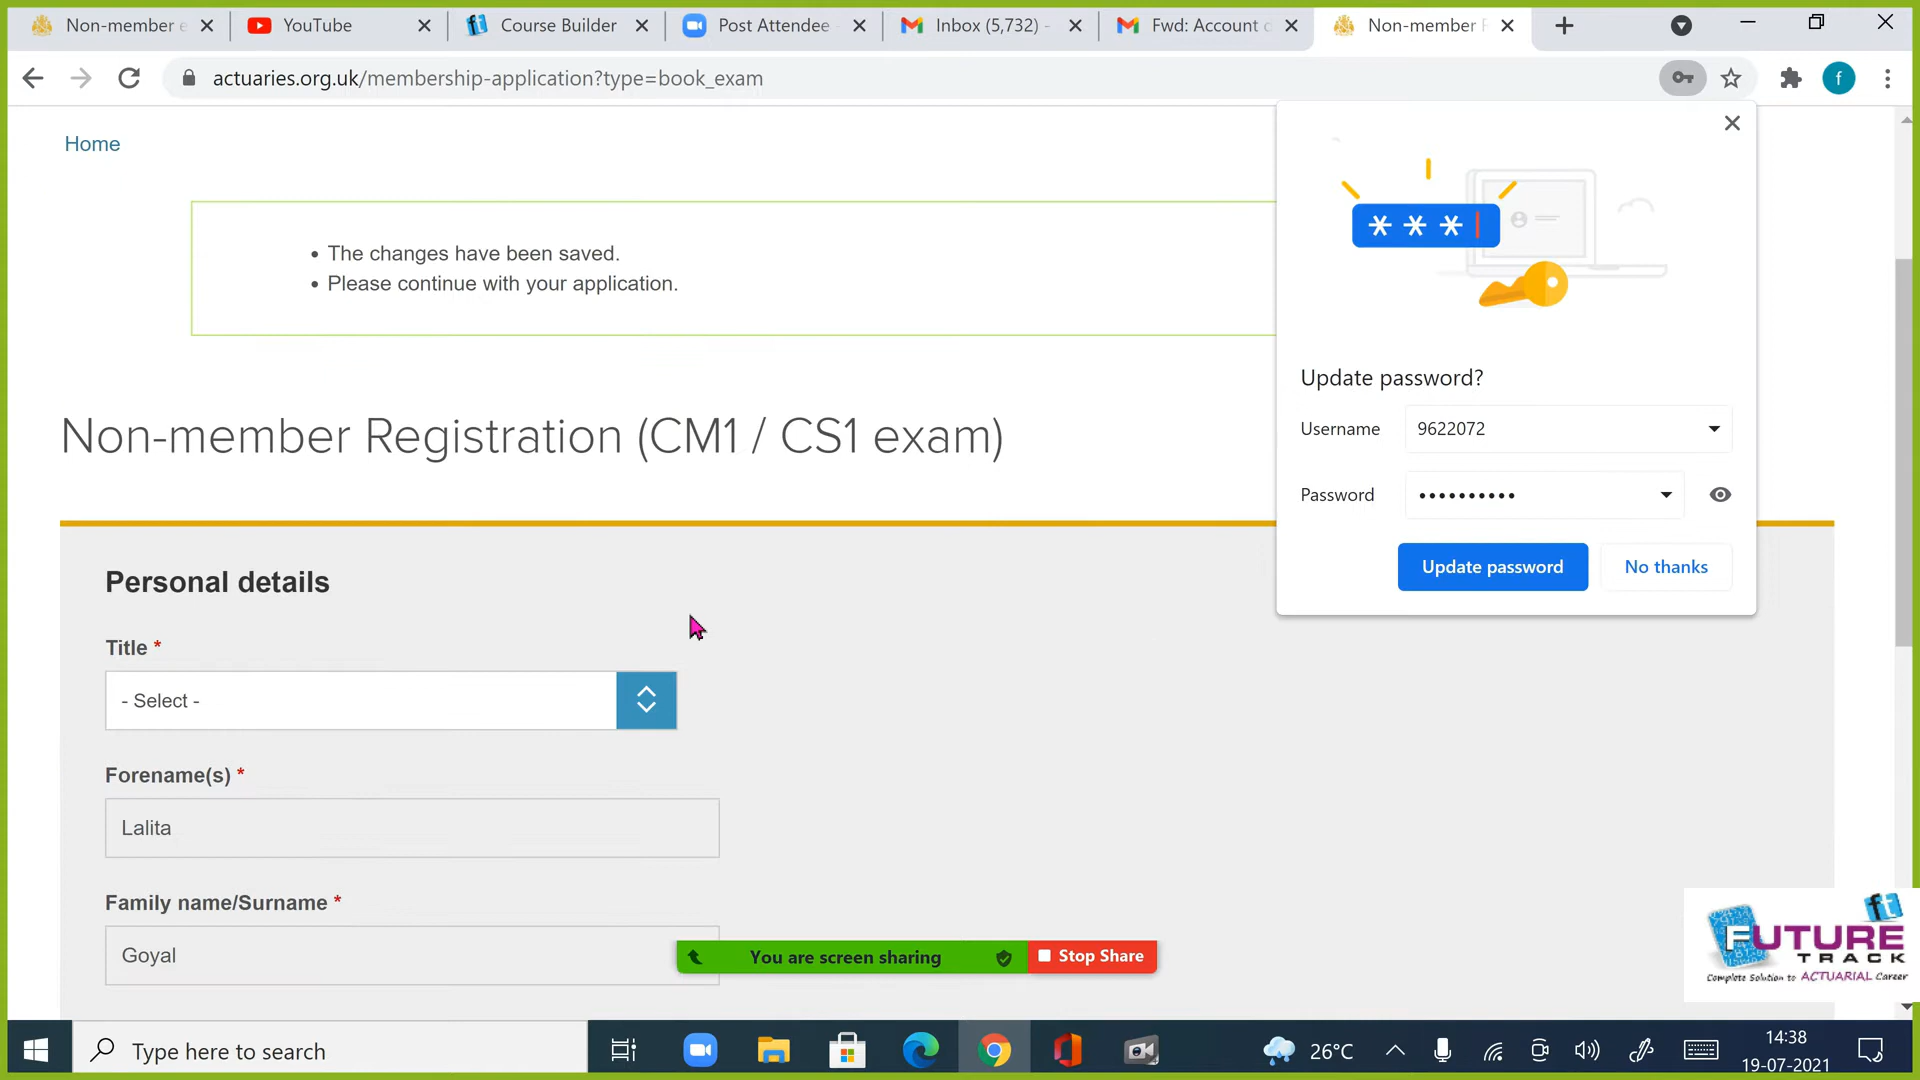 Non-member e
YouTube
Course Builder
Post Attendee -
Inbox (5,732) -
Fwd: Account d
Non-member R
actuaries.org.uk/membership-application?type=book_exam
f
Home
The changes have been saved.
Please continue with your application.
Non-member Registration (CM1 / CS1 exam)
Update password?
Username 9622072
Password ••••••••••
Update password No thanks
Personal details
Title *
- Select -
Forename(s) *
Lalita
Family name/Surname *
Goyal
You are screen sharing
Stop Share
ft
FUTURE
TRACK
Complete Solution to ACTUARIAL Career
Type here to search
26°C
14:38
19-07-2021